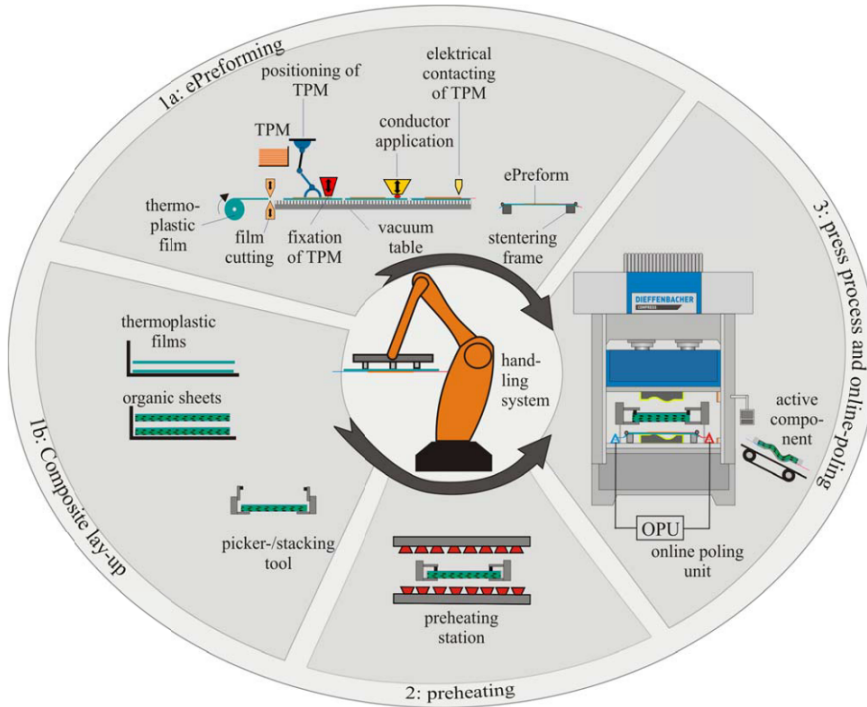 1a: ePreforming
positioning of
TPM
elektrical
contacting
of TPM
TPM
conductor
application
ePreform
thermo-
plastic
film
film
cutting
fixation
of TPM
vacuum
table
stentering
frame
thermoplastic
films
organic sheets
picker-/stacking
tool
1b: Composite lay-up
hand-
ling
system
preheating
station
2: preheating
3: press process and online-poling
DIEFFENBACHER
COMPRESS
active
compo-
nent
OPU
online poling
unit